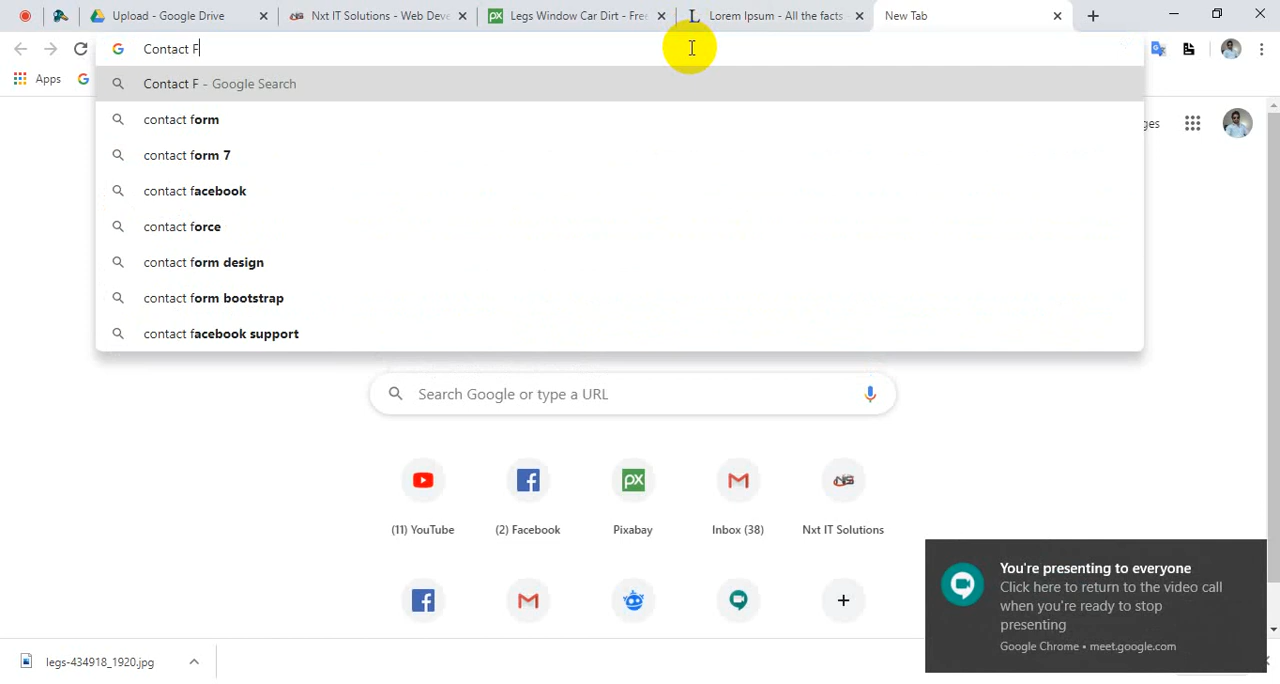 Upload - Google Drive
Nxt IT Solutions - Web Deve
Legs Window Car Dirt - Free
Lorem Ipsum - All the facts -
New Tab
Contact F
Apps
Contact F - Google Search
contact form
ges
contact form 7
contact facebook
contact force
contact form design
contact form bootstrap
contact facebook support
Search Google or type a URL
(11) YouTube
(2) Facebook
Pixabay
Inbox (38)
Nxt IT Solutions
You're presenting to everyone
Click here to return to the video call
when you're ready to stop
presenting
Google Chrome • meet.google.com
legs-434918_1920.jpg